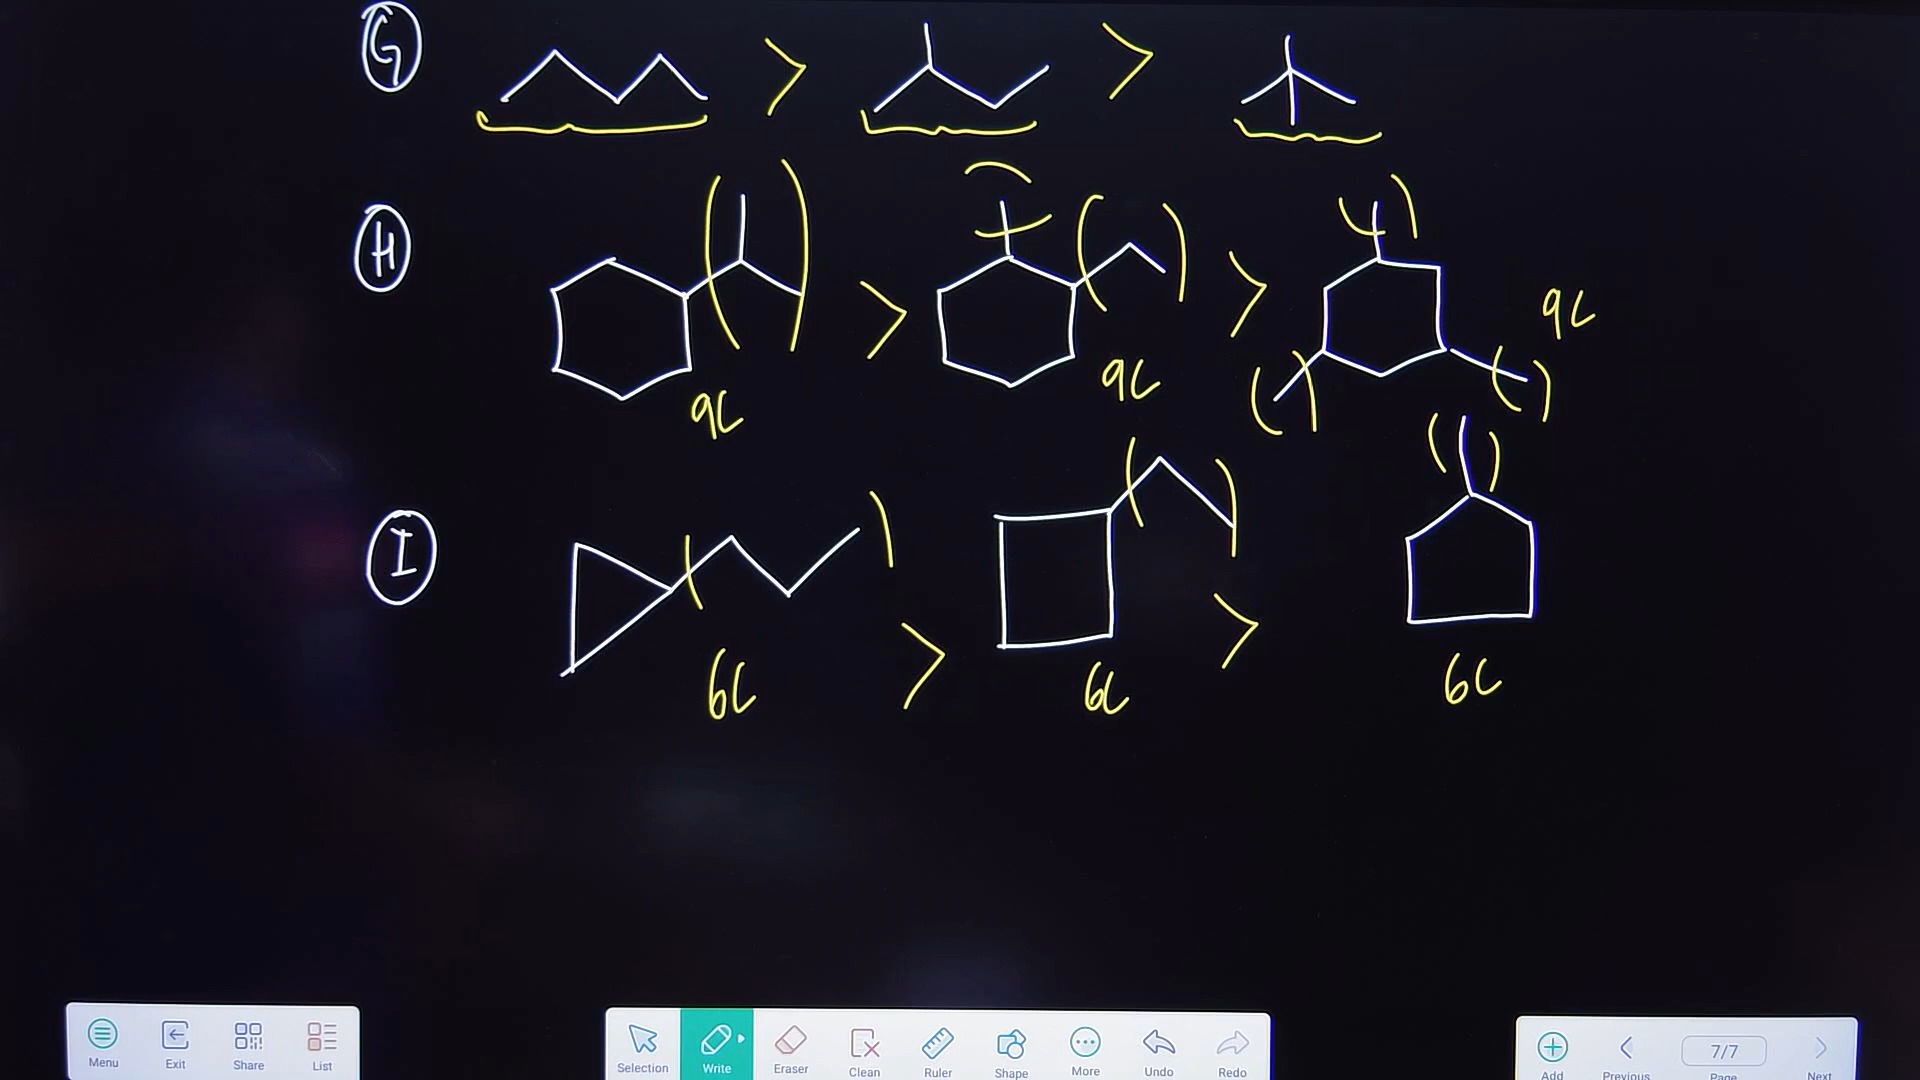 G > >
H > >
9C 9C 9C
I > >
6C 6C 6C
Menu Exit Share List Selection Write Eraser Clean Ruler Shape More Undo Redo Add Previous 7/7 Page Next